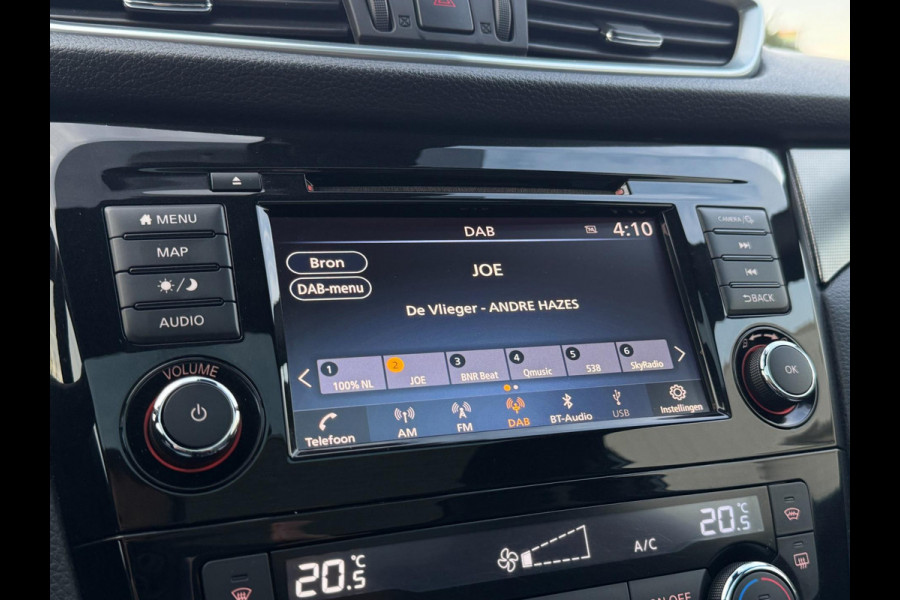 MENU
MAP
AUDIO
VOLUME
DAB
4:10
Bron
DAB-menu
JOE
De Vlieger - ANDRE HAZES
1 100% NL
2 JOE
3 BNR Beat
4 Qmusic
5 538
6 SkyRadio
Telefoon
AM
FM
DAB
BT-Audio
USB
Instellingen
CAMERA/
BACK
OK
20.5 °C
A/C
20.5 °C
ON·OFF